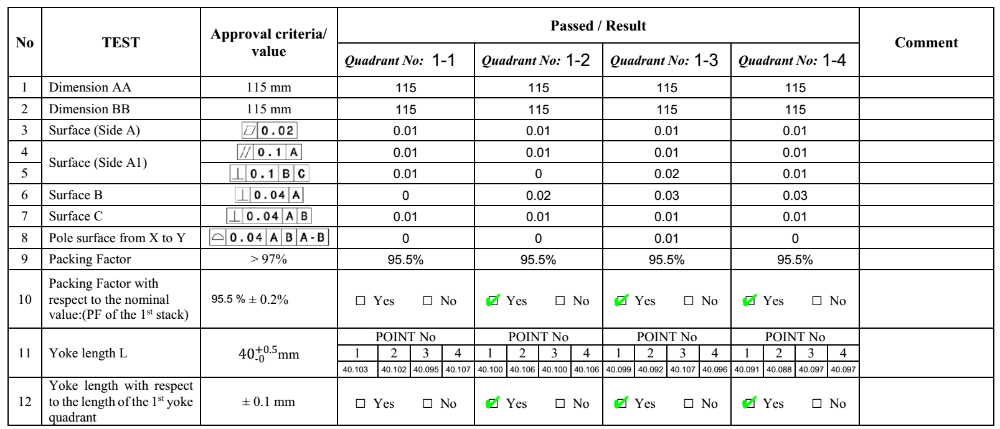 No TEST Approval criteria/ value Passed / Result Comment
Quadrant No: 1-1 Quadrant No: 1-2 Quadrant No: 1-3 Quadrant No: 1-4
1 Dimension AA 115 mm 115 115 115 115
2 Dimension BB 115 mm 115 115 115 115
3 Surface (Side A) ⏥ 0.02 0.01 0.01 0.01 0.01
4 Surface (Side A1) // 0.1 A 0.01 0.01 0.01 0.01
5 ⊥ 0.1 B C 0.01 0 0.02 0.01
6 Surface B ⊥ 0.04 A 0 0.02 0.03 0.03
7 Surface C ⊥ 0.04 A B 0.01 0.01 0.01 0.01
8 Pole surface from X to Y ⌓ 0.04 A B A-B 0 0 0.01 0
9 Packing Factor > 97% 95.5% 95.5% 95.5% 95.5%
10 Packing Factor with
respect to the nominal
value:(PF of the 1st stack)
95.5 % ± 0.2% ☐ Yes ☐ No ✔ Yes ☐ No ✔ Yes ☐ No ✔ Yes ☐ No
11 Yoke length L 40 +0.5 -0 mm
POINT No POINT No POINT No POINT No
1 2 3 4 1 2 3 4 1 2 3 4 1 2 3 4
40.103 40.102 40.095 40.107 40.100 40.106 40.100 40.106 40.099 40.092 40.107 40.096 40.091 40.088 40.097 40.097
12 Yoke length with respect
to the length of the 1st yoke
quadrant
± 0.1 mm ☐ Yes ☐ No ✔ Yes ☐ No ✔ Yes ☐ No ✔ Yes ☐ No